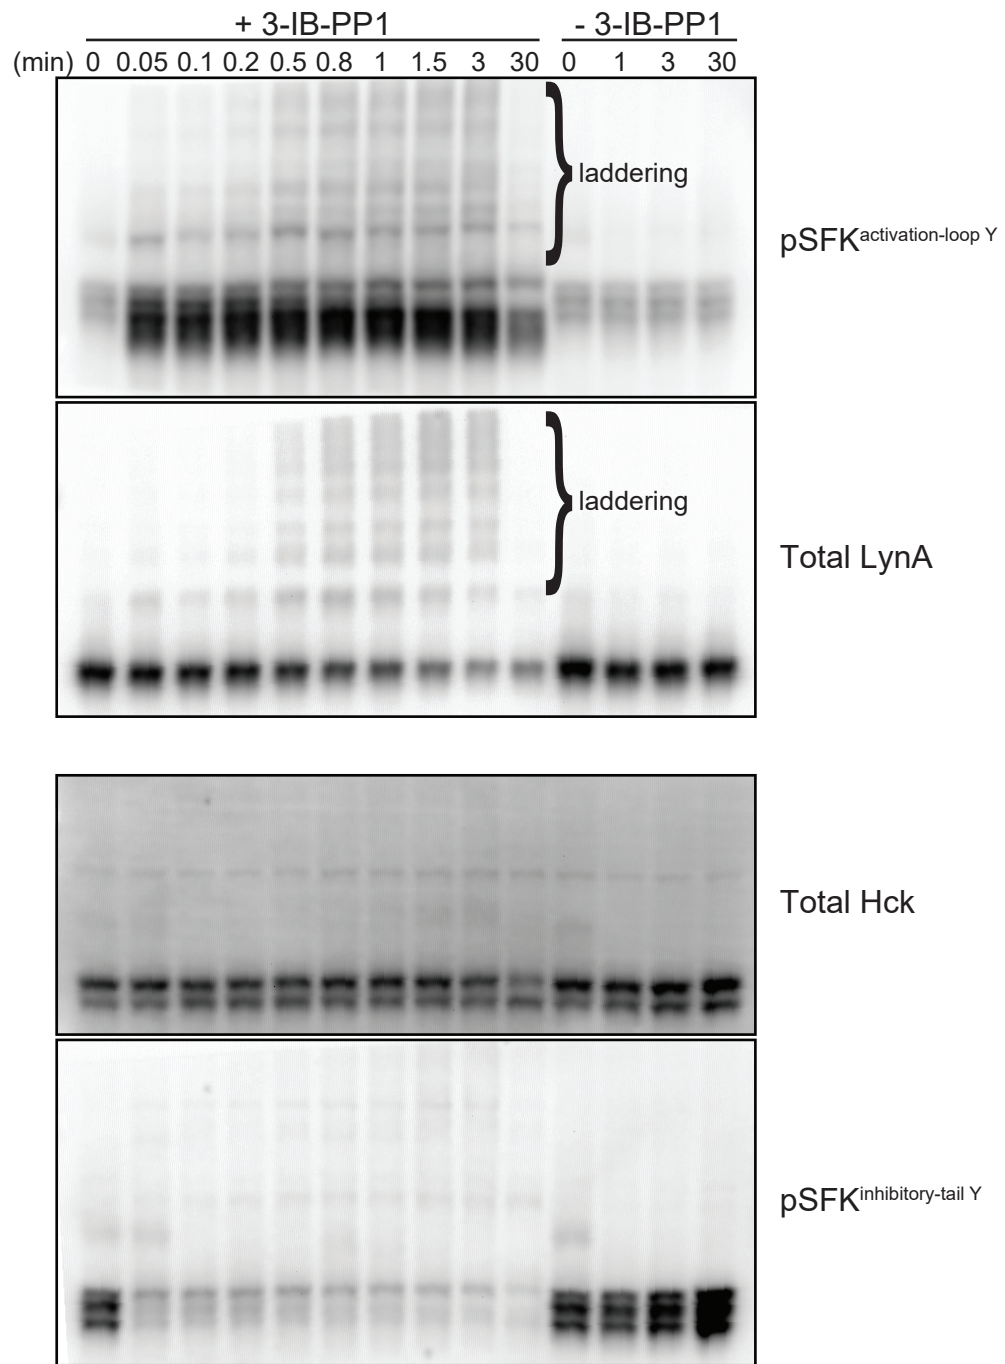 + 3-IB-PP1 - 3-IB-PP1
(min) 0 0.05 0.1 0.2 0.5 0.8 1 1.5 3 30 0 1 3 30
laddering
pSFKactivation-loop Y
laddering
Total LynA
Total Hck
pSFKinhibitory-tail Y